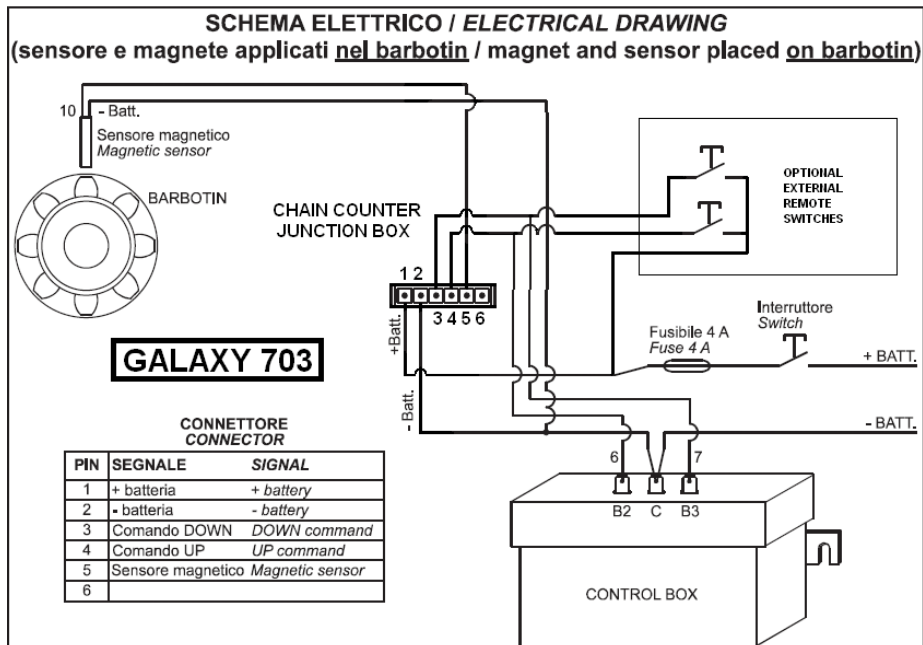 SCHEMA ELETTRICO / ELECTRICAL DRAWING
(sensore e magnete applicati nel barbotin / magnet and sensor placed on barbotin)
10
- Batt.
Sensore magnetico
Magnetic sensor
BARBOTIN
CHAIN COUNTER
JUNCTION BOX
OPTIONAL
EXTERNAL
REMOTE
SWITCHES
1 2
3 4 5 6
+Batt.
- Batt.
Fusibile 4 A
Fuse 4 A
Interruttore
Switch
+ BATT.
- BATT.
GALAXY 703
CONNETTORE
CONNECTOR
PIN SEGNALE SIGNAL
1 + batteria + battery
2 - batteria - battery
3 Comando DOWN DOWN command
4 Comando UP UP command
5 Sensore magnetico Magnetic sensor
6
6 7
B2 C B3
CONTROL BOX